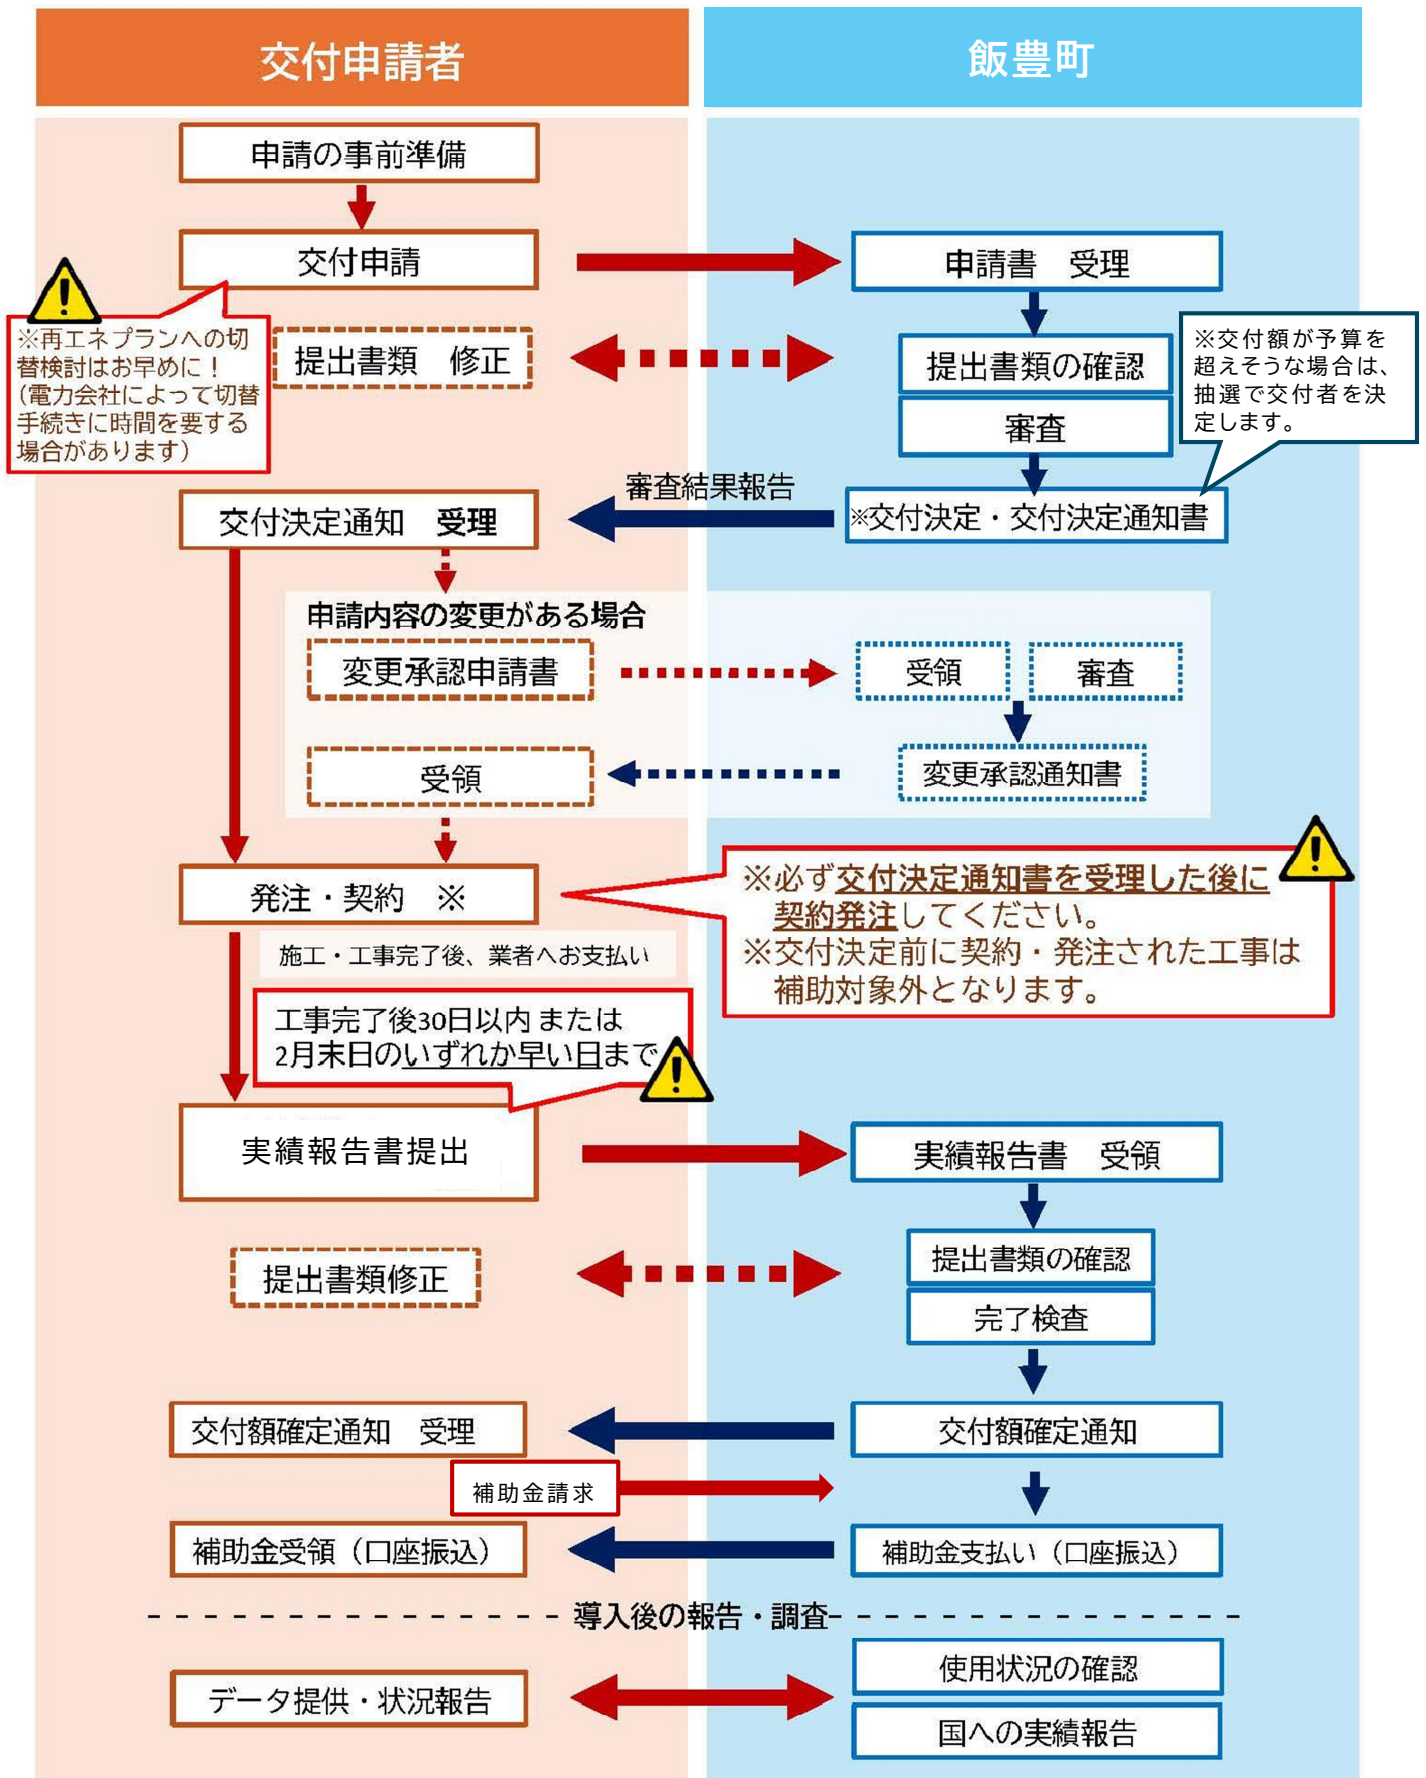 交付申請者
飯豊町
申請の事前準備
交付申請
申請書　受理
※再エネプランへの切
替検討はお早めに！
（電力会社によって切替
手続きに時間を要する
場合があります）
提出書類　修正
提出書類の確認
審査
※交付額が予算を
超えそうな場合は、
抽選で交付者を決
定します。
審査結果報告
交付決定通知　受理
※交付決定・交付決定通知書
申請内容の変更がある場合
変更承認申請書
受領
審査
受領
変更承認通知書
発注・契約　※
※必ず交付決定通知書を受理した後に
契約発注してください。
※交付決定前に契約・発注された工事は
補助対象外となります。
施工・工事完了後、業者へお支払い
工事完了後30日以内 または
2月末日のいずれか早い日まで
実績報告書提出
実績報告書　受領
提出書類修正
提出書類の確認
完了検査
交付額確定通知　受理
交付額確定通知
補助金請求
補助金受領（口座振込）
補助金支払い（口座振込）
導入後の報告・調査
データ提供・状況報告
使用状況の確認
国への実績報告